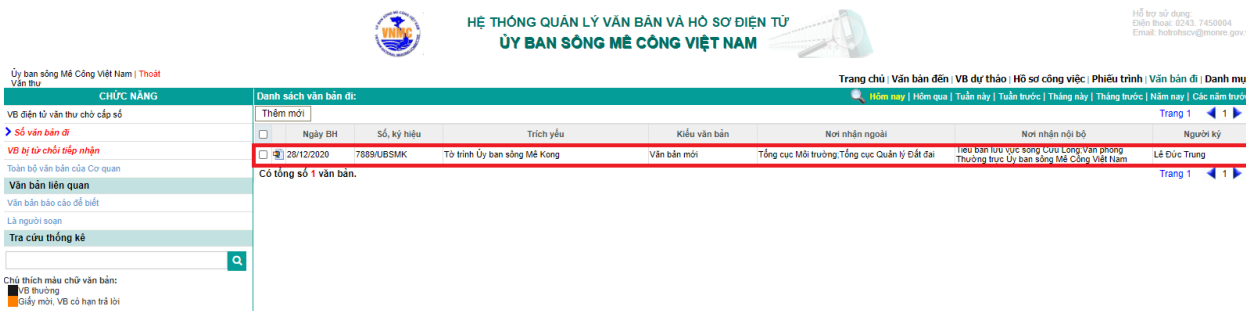 VNMC
HỆ THỐNG QUẢN LÝ VĂN BẢN VÀ HỒ SƠ ĐIỆN TỬ
ỦY BAN SÔNG MÊ CÔNG VIỆT NAM
Hỗ trợ sử dụng:
Điện thoại: 0243. 7450004
Email: hotrohscv@monre.gov
Ủy ban sông Mê Công Việt Nam | Thoát
Văn thư
Trang chủ | Văn bản đến | VB dự thảo | Hồ sơ công việc | Phiếu trình | Văn bản đi | Danh mụ
CHỨC NĂNG
Danh sách văn bản đi:
Hôm nay | Hôm qua | Tuần này | Tuần trước | Tháng này | Tháng trước | Năm nay | Các năm trướ
VB điện tử văn thư chờ cấp số
Thêm mới
Trang 1
1
Sổ văn bản đi
Ngày BH Số, ký hiệu Trích yếu Kiểu văn bản Nơi nhận ngoài Nơi nhận nội bộ Người ký
VB bị từ chối tiếp nhận
28/12/2020 7889/UBSMK Tờ trình Ủy ban sông Mê Kong Văn bản mới Tổng cục Môi trường;Tổng cục Quản lý Đất đai Tiểu ban lưu vực sông Cửu Long;Văn phòng
Thường trực Ủy ban sông Mê Công Việt Nam Lê Đức Trung
Toàn bộ văn bản của Cơ quan
Có tổng số 1 văn bản.
Trang 1
1
Văn bản liên quan
Văn bản báo cáo để biết
Là người soạn
Tra cứu thống kê
Chú thích màu chữ văn bản:
VB thường
Giấy mời, VB có hạn trả lời